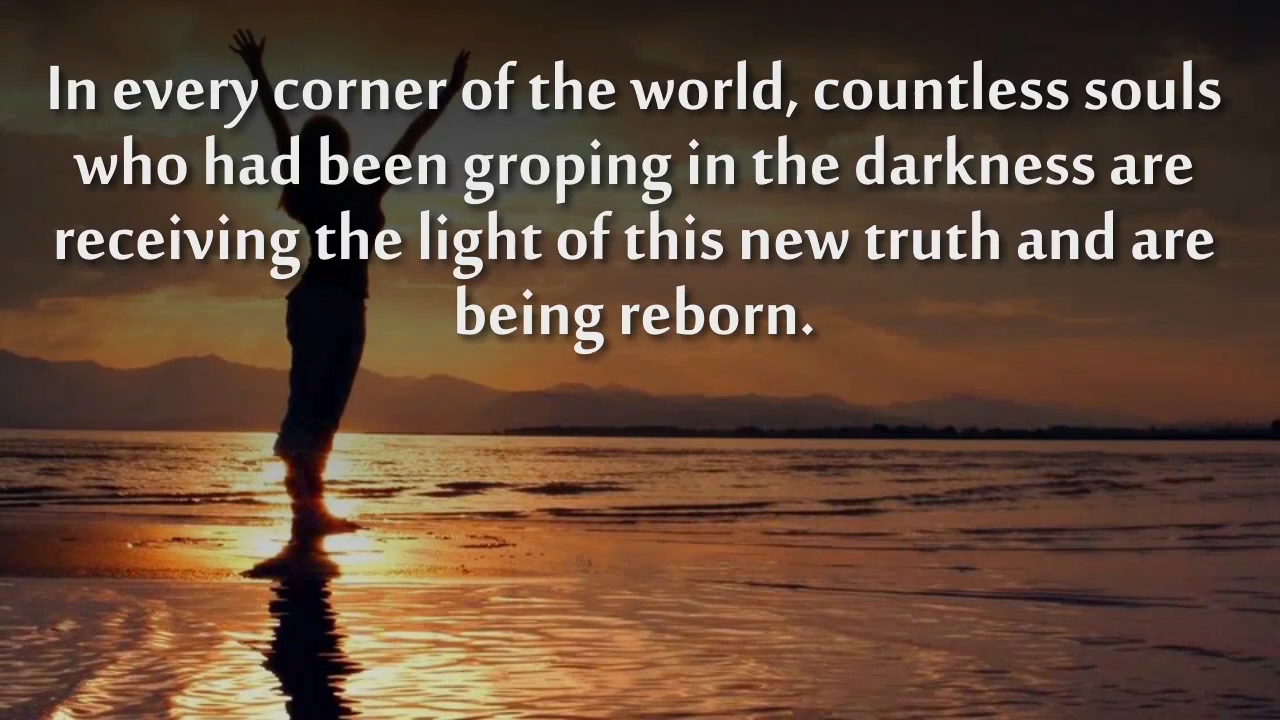 In every corner of the world, countless souls
who had been groping in the darkness are
receiving the light of this new truth and are
being reborn.